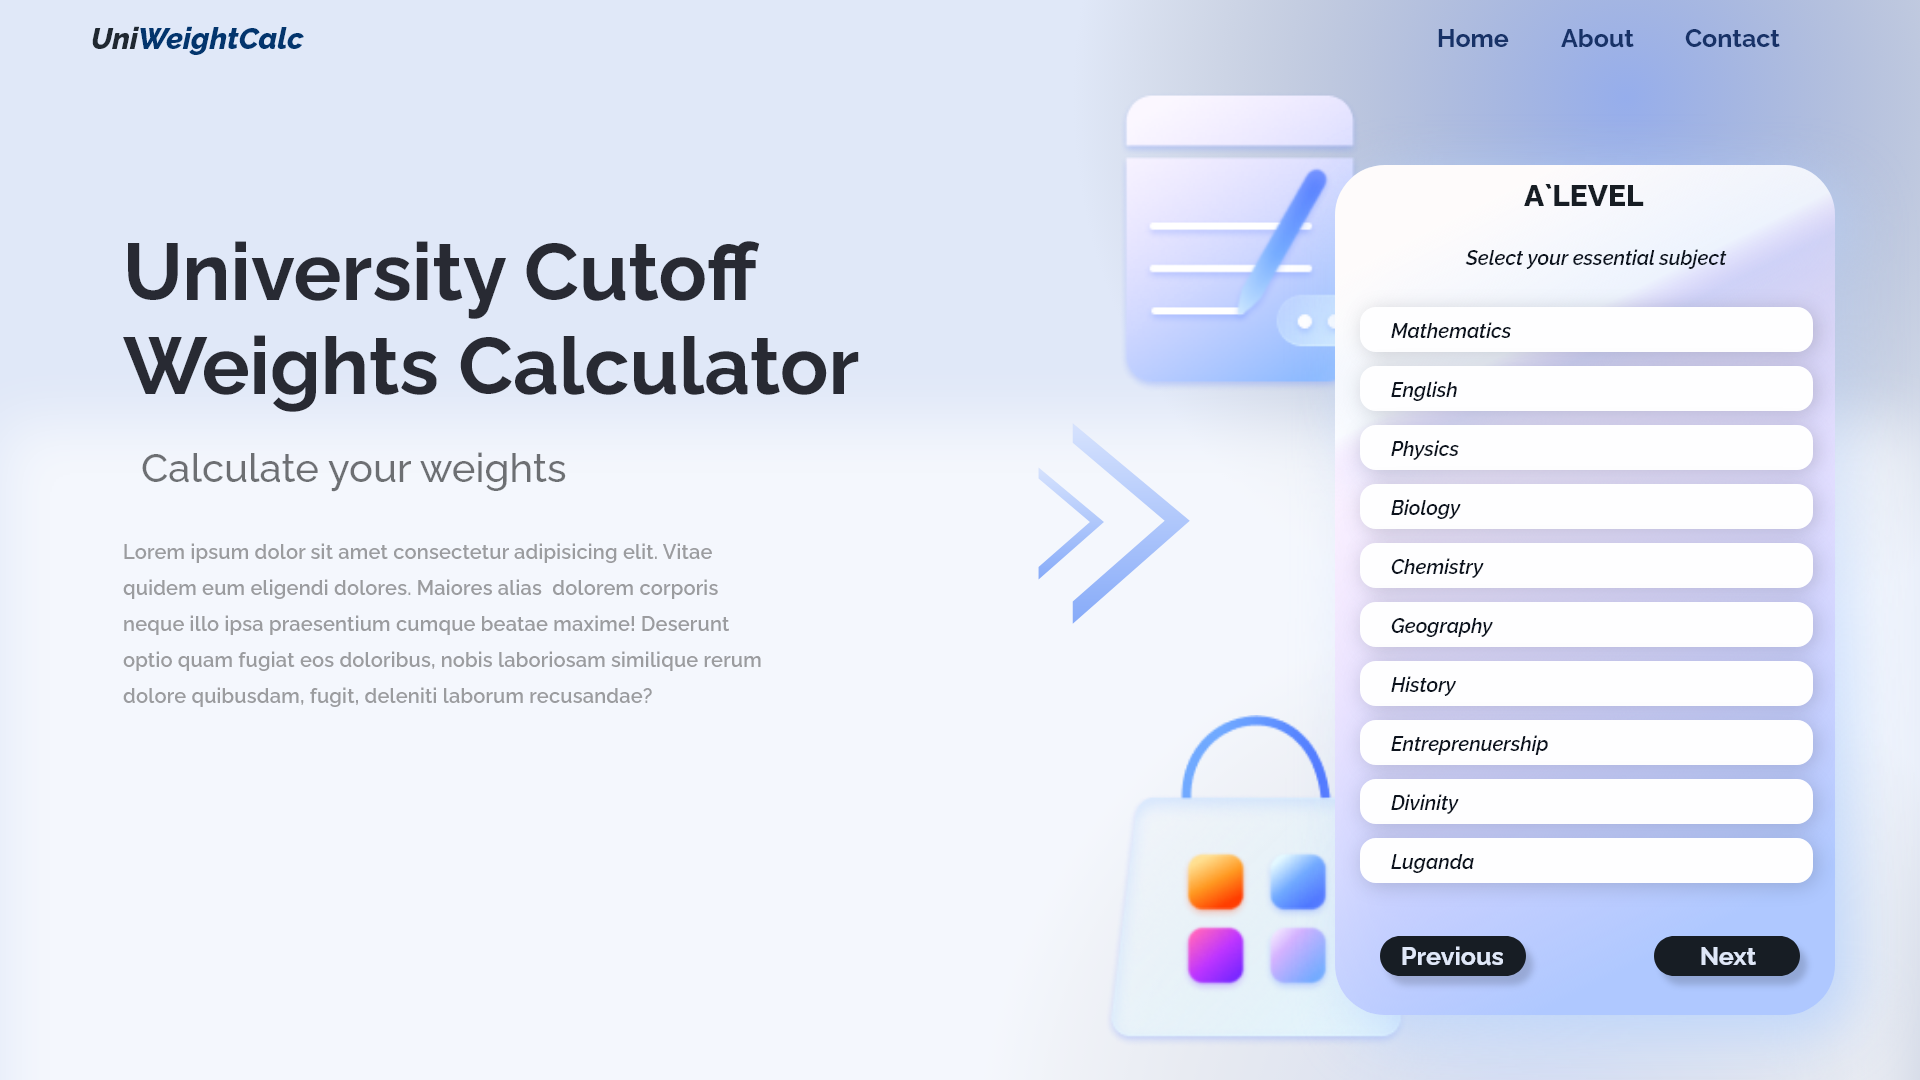 UniWeightCalc
Home
About
Contact
University Cutoff
Weights Calculator
Calculate your weights
Lorem ipsum dolor sit amet consectetur adipisicing elit. Vitae
quidem eum eligendi dolores. Maiores alias  dolorem corporis
neque illo ipsa praesentium cumque beatae maxime! Deserunt
optio quam fugiat eos doloribus, nobis laboriosam similique rerum
dolore quibusdam, fugit, deleniti laborum recusandae?
A`LEVEL
Select your essential subject
Mathematics
English
Physics
Biology
Chemistry
Geography
History
Entreprenuership
Divinity
Luganda
Previous
Next